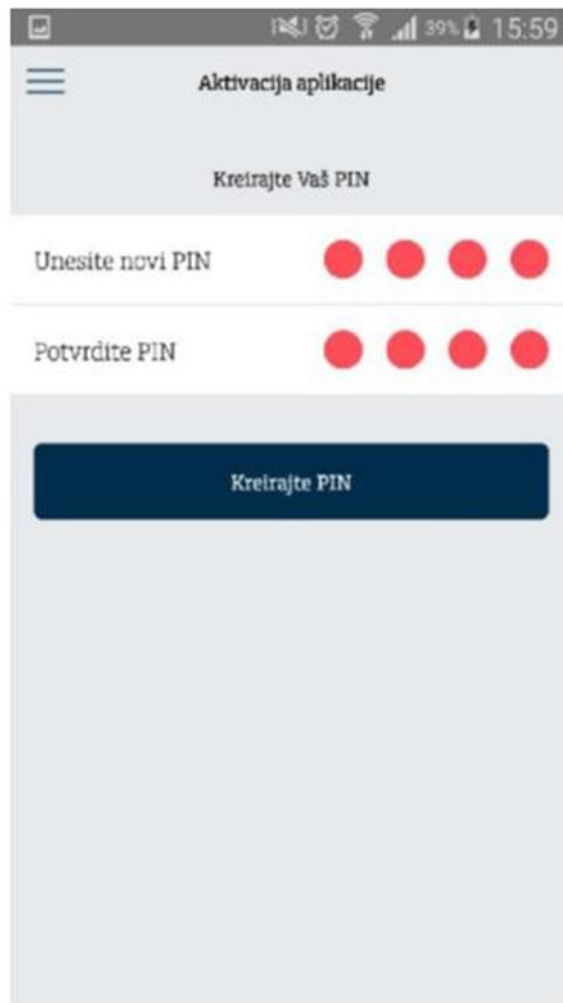 39% 15:59
Aktivacija aplikacije
Kreirajte Vaš PIN
Unesite novi PIN
Potvrdite PIN
Kreirajte PIN